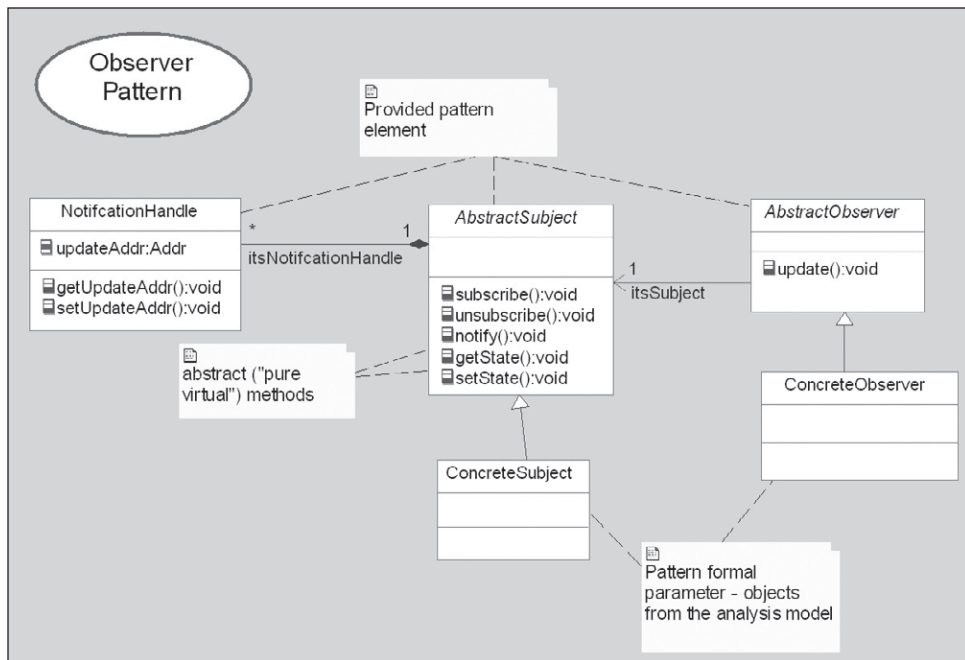 Observer
Pattern
Provided pattern
element
NotifcationHandle
updateAddr:Addr
getUpdateAddr():void
setUpdateAddr():void
*
1
itsNotifcationHandle
AbstractSubject
subscribe():void
unsubscribe():void
notify():void
getState():void
setState():void
1
itsSubject
AbstractObserver
update():void
abstract ("pure
virtual") methods
ConcreteObserver
ConcreteSubject
Pattern formal
parameter - objects
from the analysis model